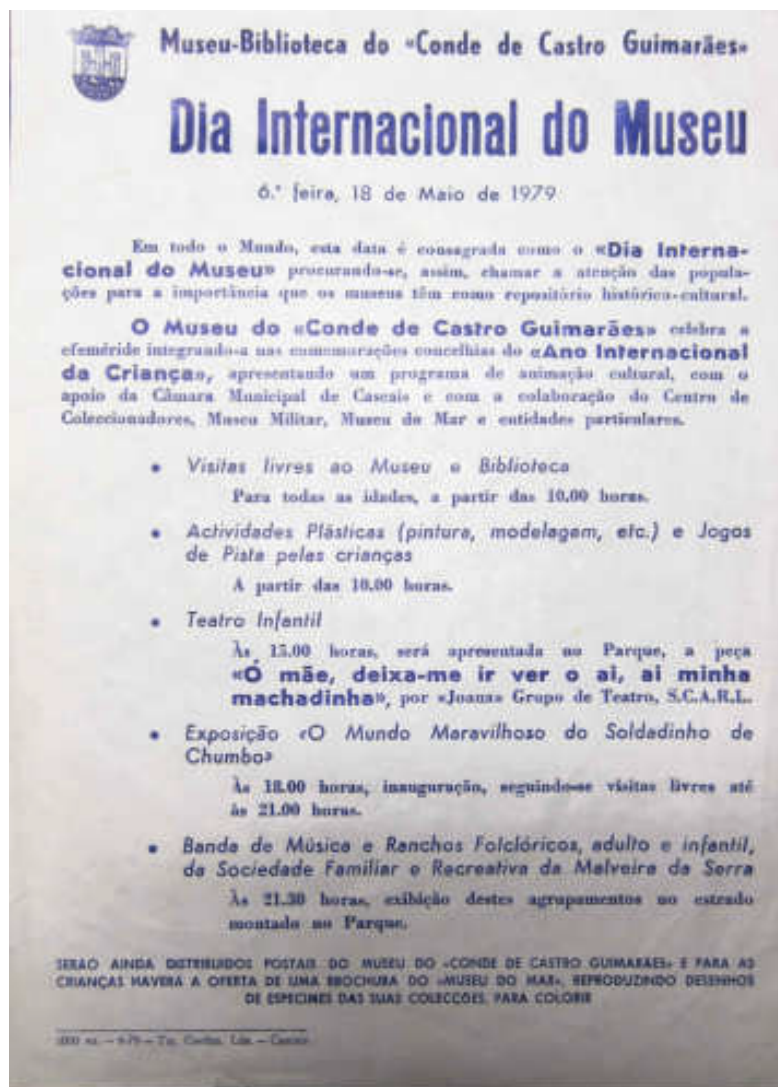 Museu-Biblioteca do «Conde de Castro Guimarães»
Dia Internacional do Museu
6.ª feira, 18 de Maio de 1979
Em todo o Mundo, esta data é consagrada como o «Dia Interna-
cional do Museu» procurando-se, assim, chamar a atenção das popula-
ções para a importância que os museus têm como repositório histórico-cultural.
O Museu do «Conde de Castro Guimarães» celebra a
efeméride integrando-a nas comemorações concelhias do «Ano Internacional
da Criança», apresentando um programa de animação cultural, com o
apoio da Câmara Municipal de Cascais e com a colaboração do Centro de
Coleccionadores, Museu Militar, Museu do Mar e entidades particulares.
• Visitas livres ao Museu e Biblioteca
Para todas as idades, a partir das 10.00 horas.
• Actividades Plásticas (pintura, modelagem, etc.) e Jogos
de Pista pelas crianças
A partir das 10.00 horas.
• Teatro Infantil
Às 15.00 horas, será apresentada no Parque, a peça
«Ó mãe, deixa-me ir ver o ai, ai minha
machadinha», por «Joana» Grupo de Teatro, S.C.A.R.L.
• Exposição «O Mundo Maravilhoso do Soldadinho de
Chumbo»
Às 18.00 horas, inauguração, seguindo-se visitas livres até
às 21.00 horas.
• Banda de Música e Ranchos Folclóricos, adulto e infantil,
da Sociedade Familiar e Recreativa da Malveira da Serra
Às 21.30 horas, exibição destes agrupamentos no estrado
montado no Parque.
SERÃO AINDA DISTRIBUIDOS POSTAIS DO MUSEU DO «CONDE DE CASTRO GUIMARÃES» E PARA AS
CRIANÇAS HAVERÁ A OFERTA DE UMA BROCHURA DO «MUSEU DO MAR», REPRODUZINDO DESENHOS
DE ESPECIMES DAS SUAS COLECÇÕES, PARA COLORIR
Lda. — Cascais